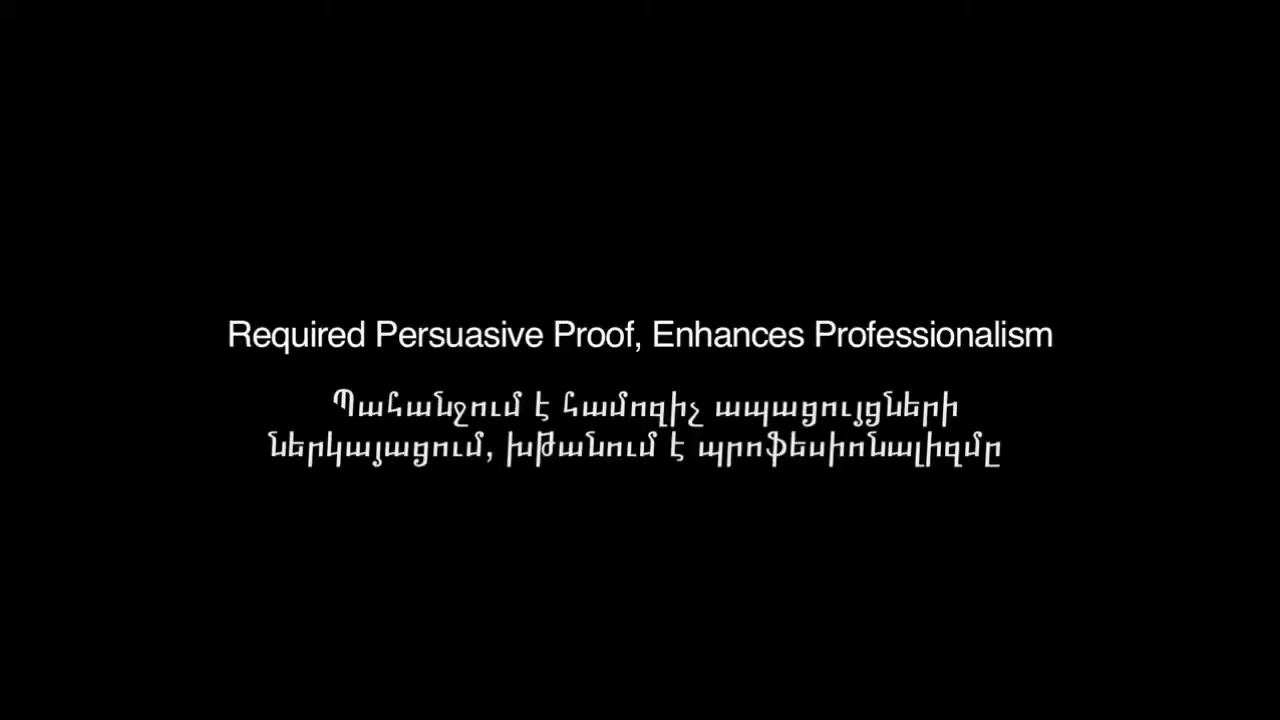 Required Persuasive Proof, Enhances Professionalism
Պահանջում է համոզիչ ապացույցների
ներկայացում, խթանում է պրոֆեսիոնալիզմը